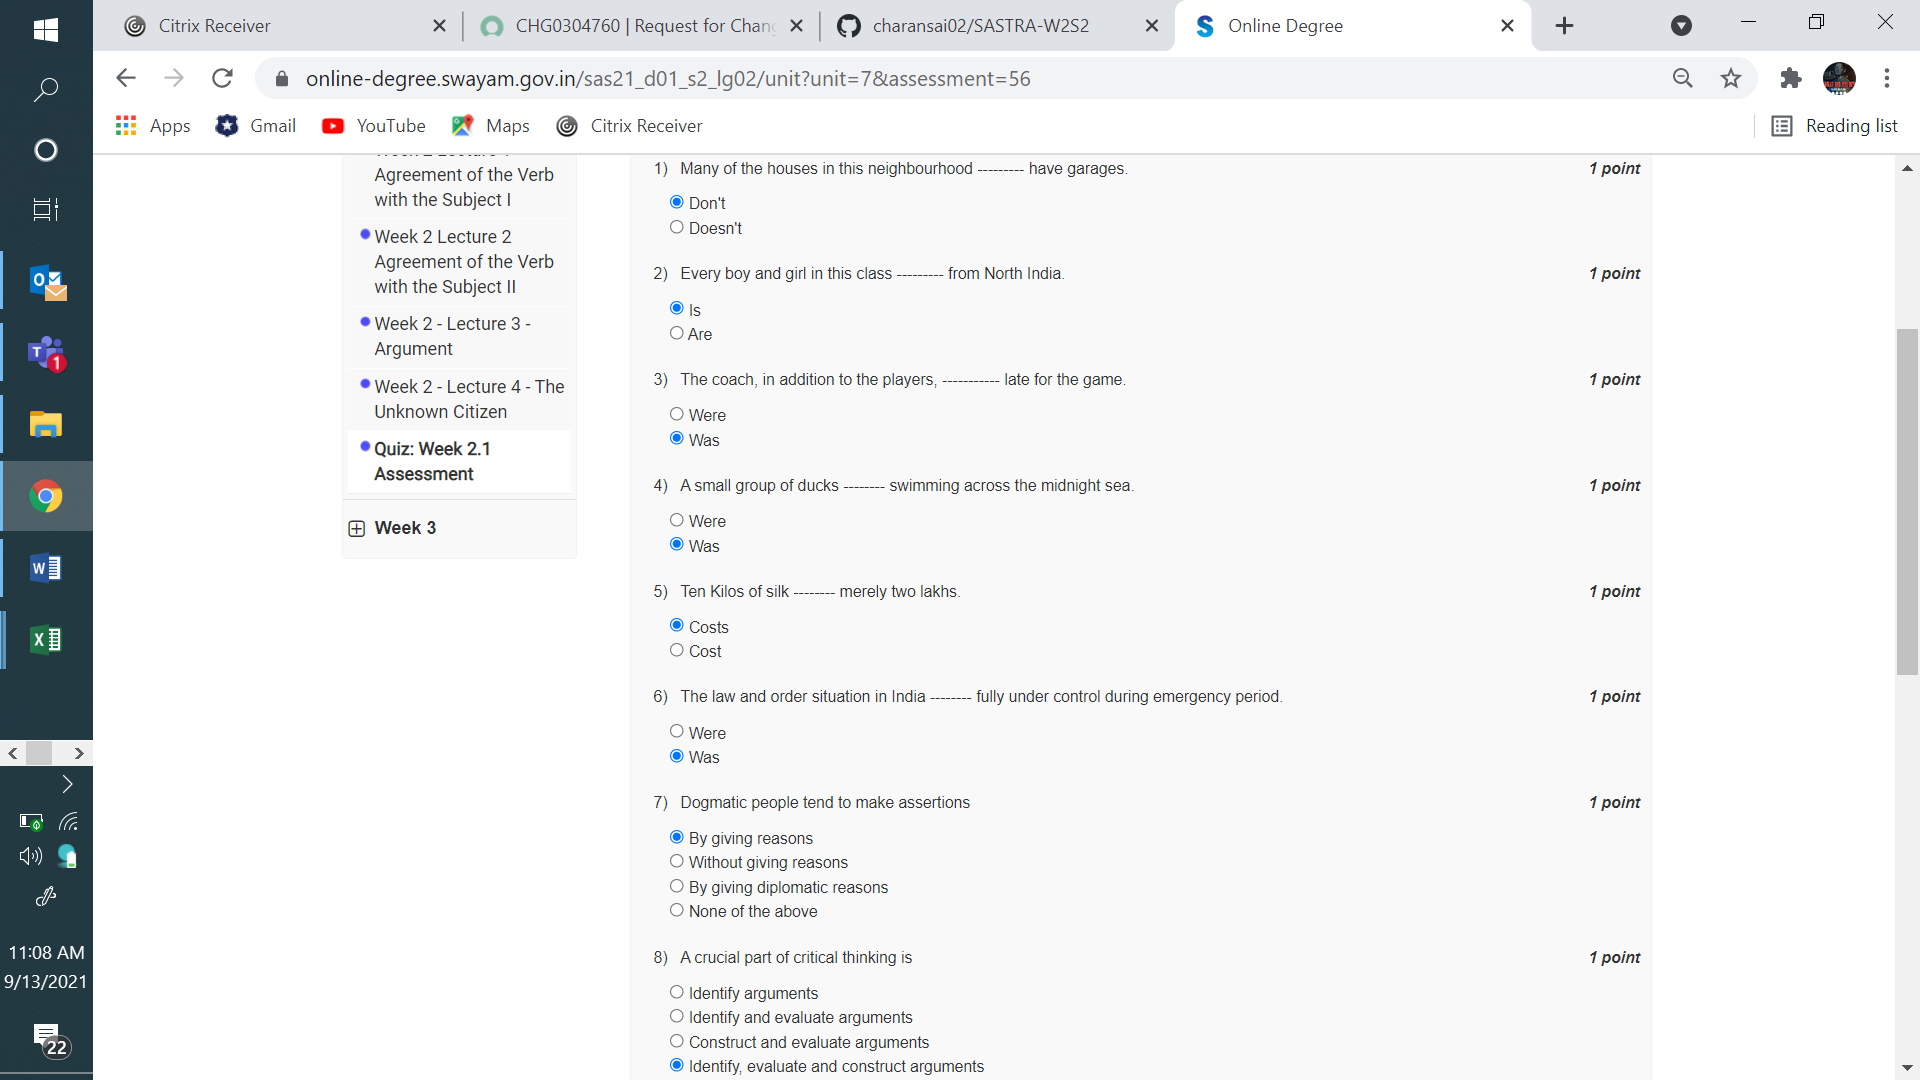 Citrix Receiver
CHG0304760 | Request for Chang
charansai02/SASTRA-W2S2
Online Degree
online-degree.swayam.gov.in/sas21_d01_s2_lg02/unit?unit=7&assessment=56
Apps
Gmail
YouTube
Maps
Citrix Receiver
Reading list
Agreement of the Verb
with the Subject I
Week 2 Lecture 2
Agreement of the Verb
with the Subject II
Week 2 - Lecture 3 -
Argument
Week 2 - Lecture 4 - The
Unknown Citizen
Quiz: Week 2.1
Assessment
Week 3
1) Many of the houses in this neighbourhood --------- have garages. 1 point
Don't
Doesn't
2) Every boy and girl in this class --------- from North India. 1 point
Is
Are
3) The coach, in addition to the players, ----------- late for the game. 1 point
Were
Was
4) A small group of ducks -------- swimming across the midnight sea. 1 point
Were
Was
5) Ten Kilos of silk -------- merely two lakhs. 1 point
Costs
Cost
6) The law and order situation in India -------- fully under control during emergency period. 1 point
Were
Was
7) Dogmatic people tend to make assertions 1 point
By giving reasons
Without giving reasons
By giving diplomatic reasons
None of the above
8) A crucial part of critical thinking is 1 point
Identify arguments
Identify and evaluate arguments
Construct and evaluate arguments
Identify, evaluate and construct arguments
1
11:08 AM
9/13/2021
22